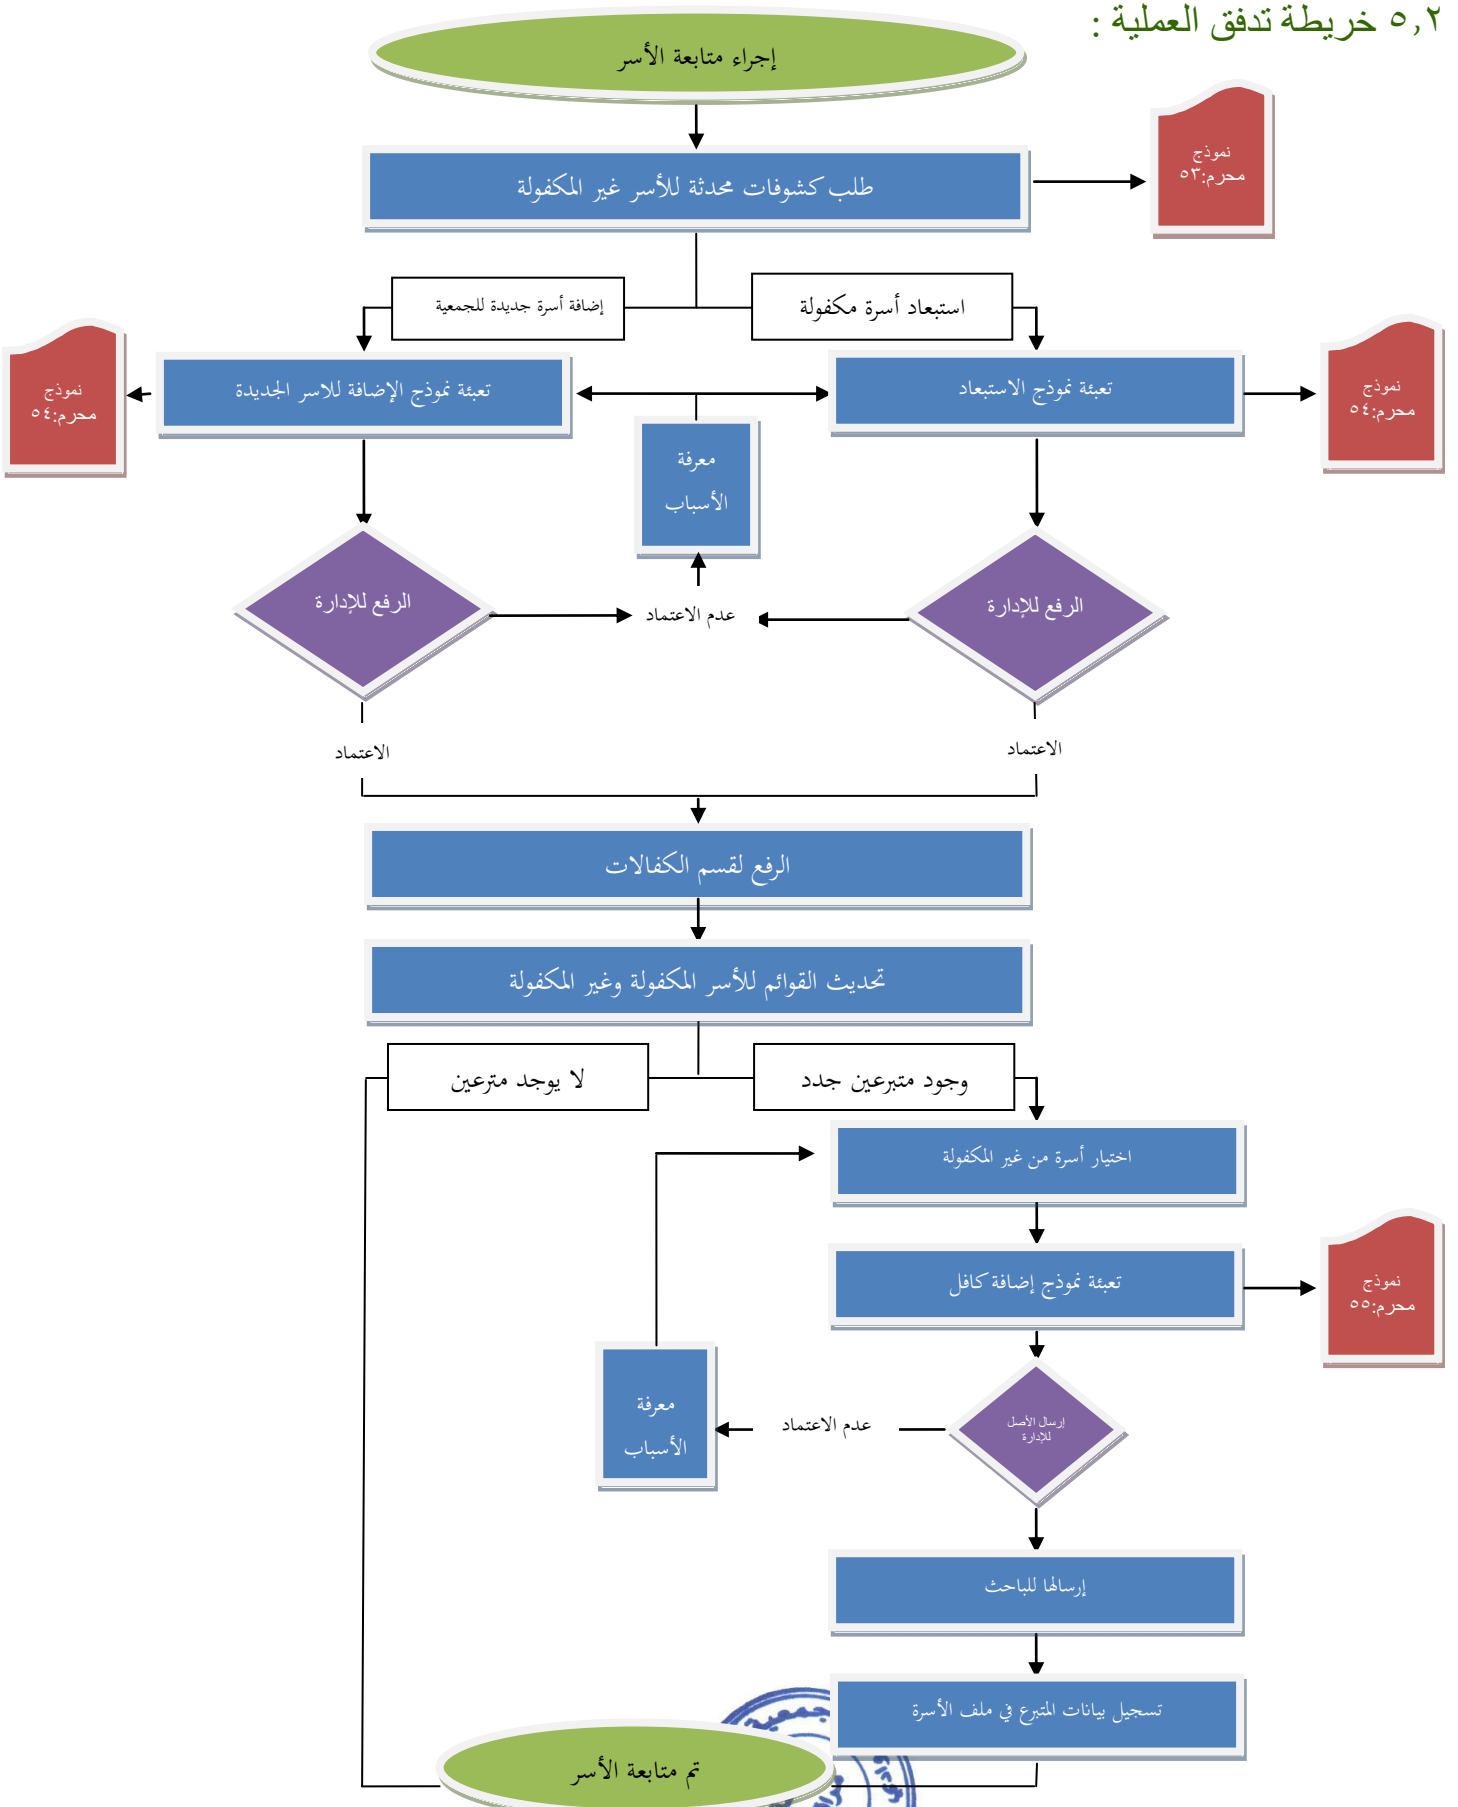 ٥,٢ خريطة تدفق العملية :
إجراء متابعة الأسر
نموذج
محرم:٥٣
طلب كشوفات محدثة للأسر غير المكفولة
استبعاد أسرة مكفولة
إضافة أسرة جديدة للجمعية
نموذج
محرم:٥٤
تعبئة نموذج الاستبعاد
تعبئة نموذج الإضافة للاسر الجديدة
نموذج
محرم:٥٤
معرفة
الأسباب
الرفع للإدارة
عدم الاعتماد
الرفع للإدارة
الاعتماد
الاعتماد
الرفع لقسم الكفالات
تحديث القوائم للأسر المكفولة وغير المكفولة
وجود متبرعين جدد
لا يوجد مترعين
اختيار أسرة من غير المكفولة
تعبئة نموذج إضافة كافل
نموذج
محرم:٥٥
إرسال الأصل
للإدارة
عدم الاعتماد
معرفة
الأسباب
إرسالها للباحث
تسجيل بيانات المتبرع في ملف الأسرة
تم متابعة الأسر